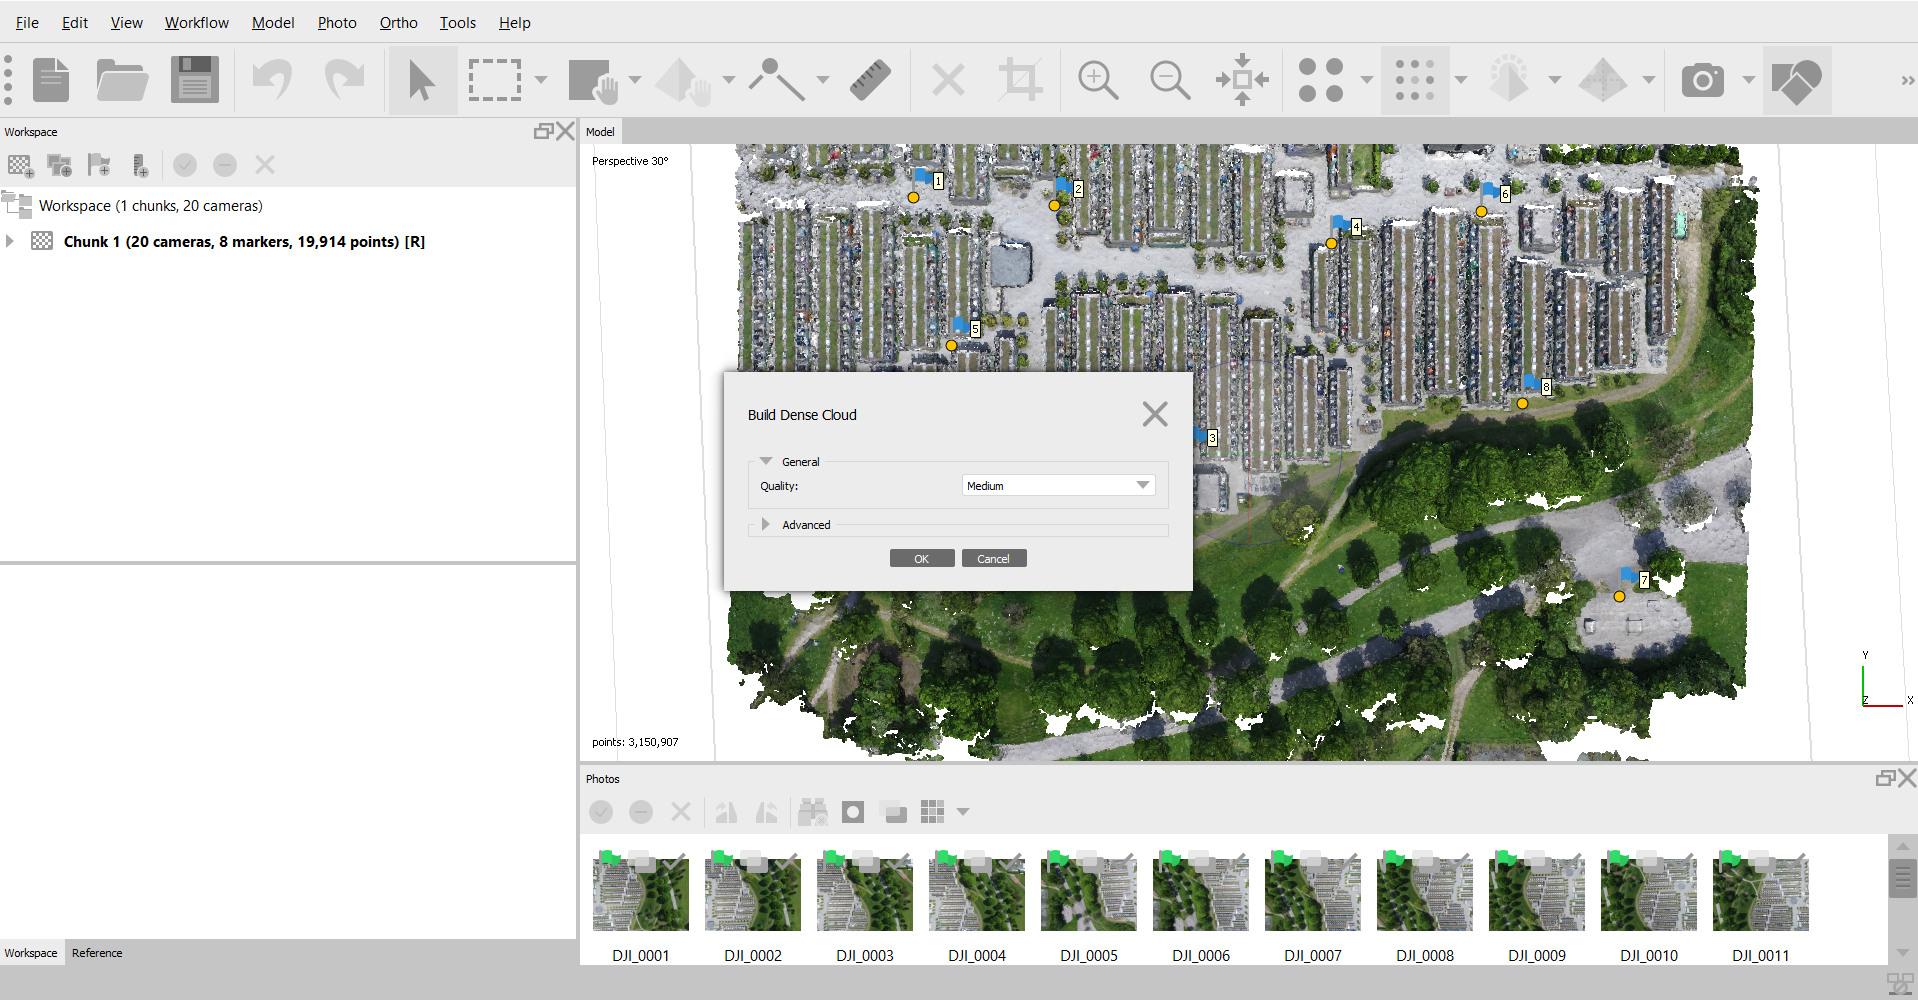 File Edit View Workflow Model Photo Ortho Tools Help
Workspace
Workspace (1 chunks, 20 cameras)
Chunk 1 (20 cameras, 8 markers, 19,914 points) [R]
Workspace Reference
Model
Perspective 30°
1
2
6
4
5
8
3
7
Build Dense Cloud
General
Quality: Medium
Advanced
OK Cancel
Y
Z X
points: 3,150,907
Photos
DJI_0001 DJI_0002 DJI_0003 DJI_0004 DJI_0005 DJI_0006 DJI_0007 DJI_0008 DJI_0009 DJI_0010 DJI_0011